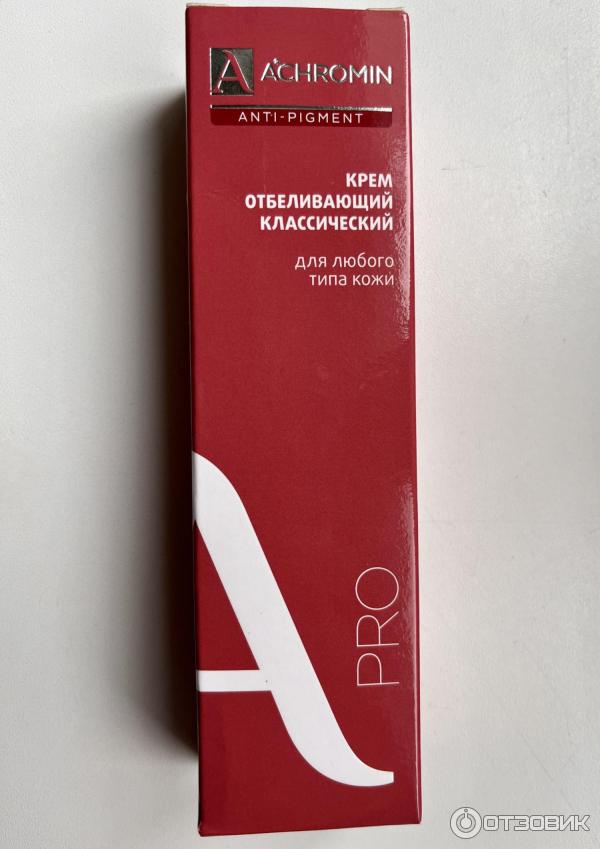 A ACHROMIN
ANTI-PIGMENT
КРЕМ
ОТБЕЛИВАЮЩИЙ
КЛАССИЧЕСКИЙ
для любого
типа кожи
A
PRO
ОТЗОВИК